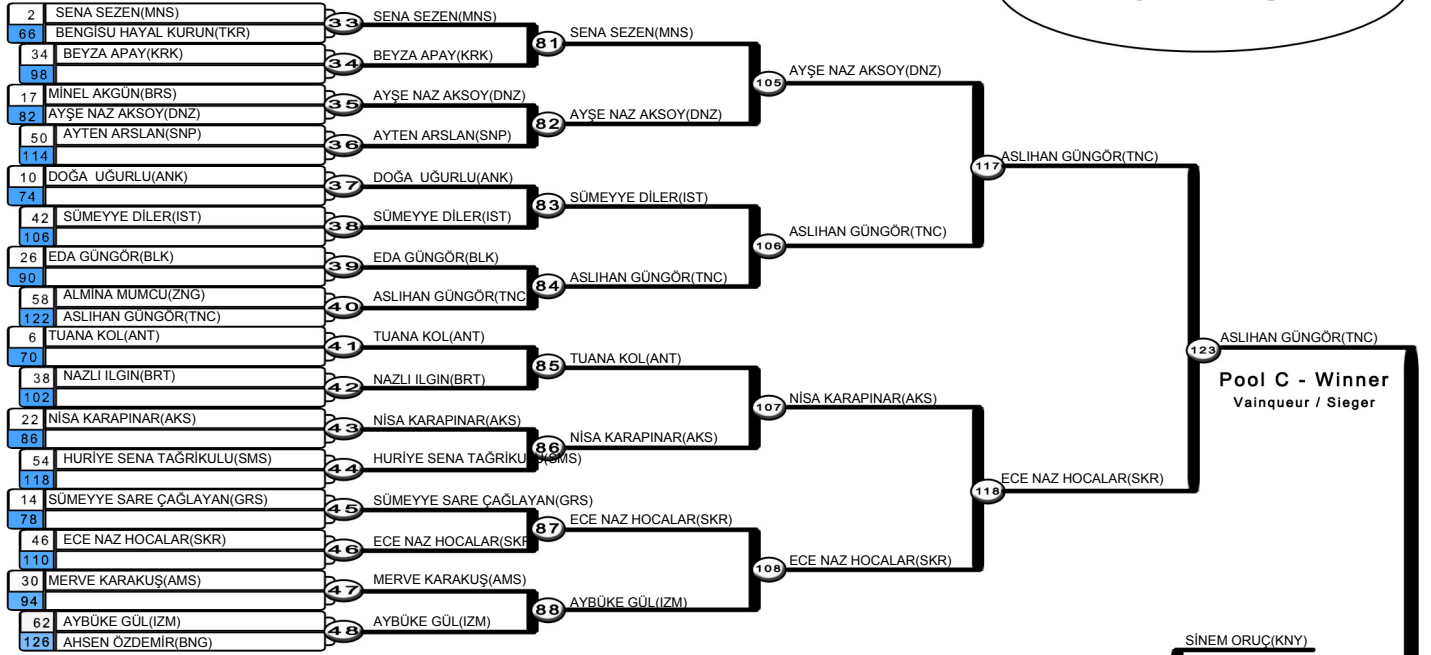 2 SENA SEZEN(MNS)
66 BENGİSU HAYAL KURUN(TKR)
33 SENA SEZEN(MNS)
34 BEYZA APAY(KRK)
98
34 BEYZA APAY(KRK)
81 SENA SEZEN(MNS)
17 MİNEL AKGÜN(BRS)
82 AYŞE NAZ AKSOY(DNZ)
35 AYŞE NAZ AKSOY(DNZ)
50 AYTEN ARSLAN(SNP)
114
36 AYTEN ARSLAN(SNP)
82 AYŞE NAZ AKSOY(DNZ)
105 AYŞE NAZ AKSOY(DNZ)
10 DOĞA UĞURLU(ANK)
74
37 DOĞA UĞURLU(ANK)
42 SÜMEYYE DİLER(IST)
106
38 SÜMEYYE DİLER(IST)
83 SÜMEYYE DİLER(IST)
26 EDA GÜNGÖR(BLK)
90
39 EDA GÜNGÖR(BLK)
58 ALMİNA MUMCU(ZNG)
122 ASLIHAN GÜNGÖR(TNC)
40 ASLIHAN GÜNGÖR(TNC
84 ASLIHAN GÜNGÖR(TNC)
106 ASLIHAN GÜNGÖR(TNC)
117 ASLIHAN GÜNGÖR(TNC)
6 TUANA KOL(ANT)
70
41 TUANA KOL(ANT)
38 NAZLI ILGIN(BRT)
102
42 NAZLI ILGIN(BRT)
85 TUANA KOL(ANT)
22 NİSA KARAPINAR(AKS)
86
43 NİSA KARAPINAR(AKS)
54 HURİYE SENA TAĞRİKULU(SMS)
118
44 HURİYE SENA TAĞRİKULU(SMS)
86 NİSA KARAPINAR(AKS)
107 NİSA KARAPINAR(AKS)
14 SÜMEYYE SARE ÇAĞLAYAN(GRS)
78
45 SÜMEYYE SARE ÇAĞLAYAN(GRS)
46 ECE NAZ HOCALAR(SKR)
110
46 ECE NAZ HOCALAR(SKR
87 ECE NAZ HOCALAR(SKR)
30 MERVE KARAKUŞ(AMS)
94
47 MERVE KARAKUŞ(AMS)
62 AYBÜKE GÜL(IZM)
126 AHSEN ÖZDEMİR(BNG)
48 AYBÜKE GÜL(IZM)
88 AYBÜKE GÜL(IZM)
108 ECE NAZ HOCALAR(SKR)
118 ECE NAZ HOCALAR(SKR)
123 ASLIHAN GÜNGÖR(TNC)
Pool C - Winner
Vainqueur / Sieger
SİNEM ORUÇ(KNY)